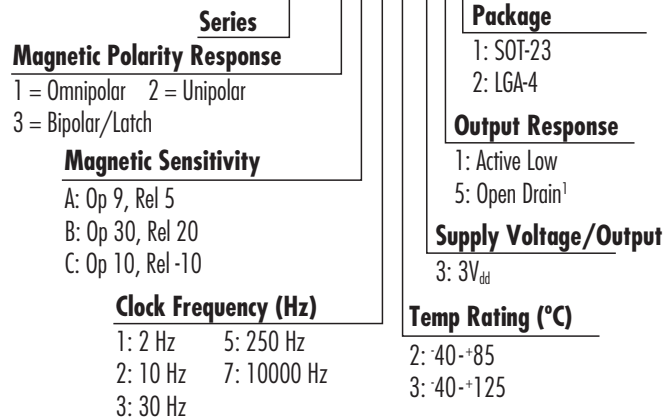 Series
Magnetic Polarity Response
1 = Omnipolar 2 = Unipolar
3 = Bipolar/Latch
Magnetic Sensitivity
A: Op 9, Rel 5
B: Op 30, Rel 20
C: Op 10, Rel -10
Clock Frequency (Hz)
1: 2 Hz 5: 250 Hz
2: 10 Hz 7: 10000 Hz
3: 30 Hz
Package
1: SOT-23
2: LGA-4
Output Response
1: Active Low
5: Open Drain¹
Supply Voltage/Output
3: 3Vdd
Temp Rating (°C)
2: -40-+85
3: -40-+125